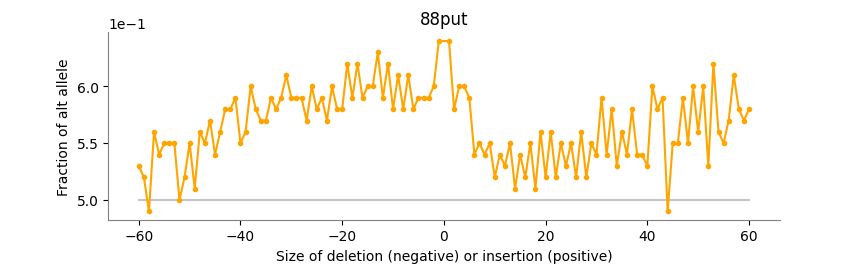 88put
1e−1
Fraction of alt allele
6.0
5.5
5.0
−60 −40 −20 0 20 40 60
Size of deletion (negative) or insertion (positive)